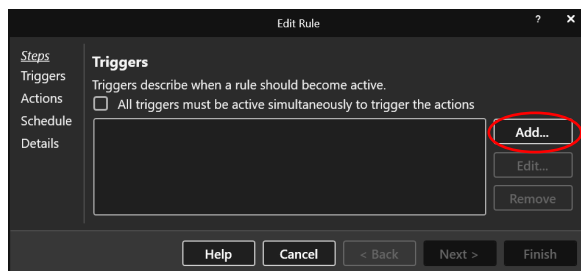 Edit Rule
?
×
Steps
Triggers
Actions
Schedule
Details
Triggers
Triggers describe when a rule should become active.
All triggers must be active simultaneously to trigger the actions
Add...
Edit...
Remove
Help
Cancel
< Back
Next >
Finish